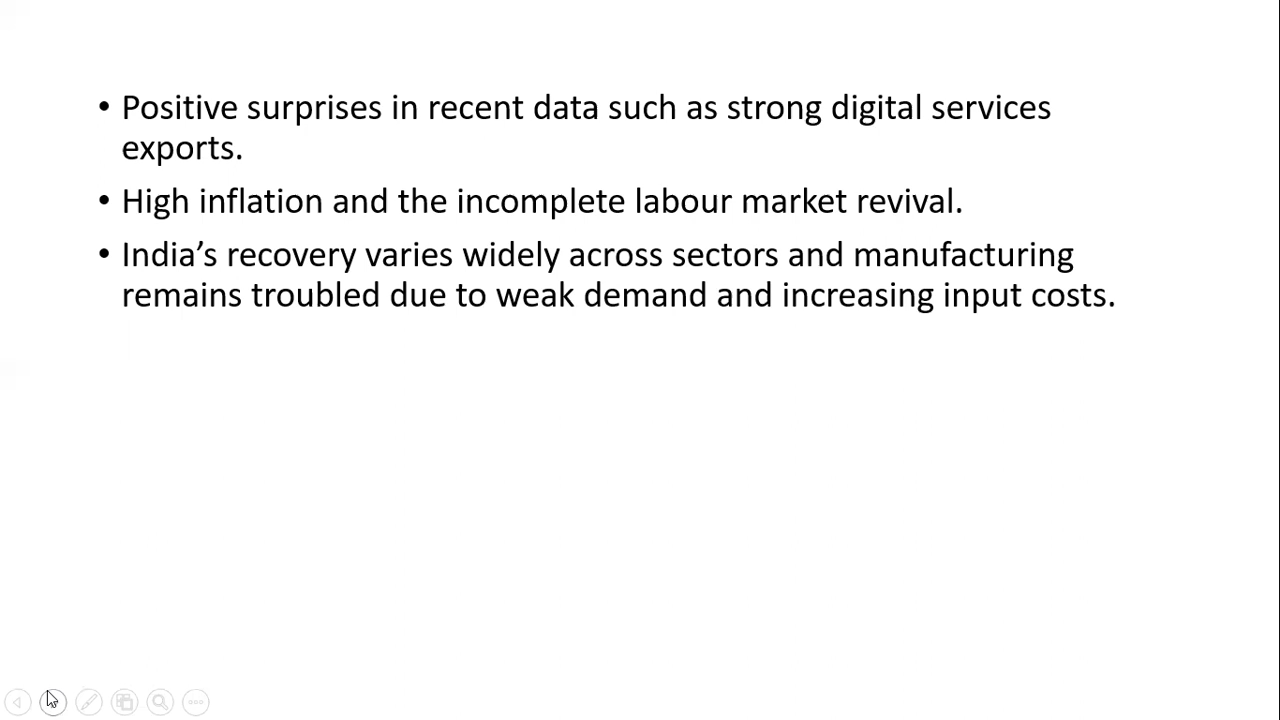 • Positive surprises in recent data such as strong digital services
exports.
• High inflation and the incomplete labour market revival.
• India’s recovery varies widely across sectors and manufacturing
remains troubled due to weak demand and increasing input costs.